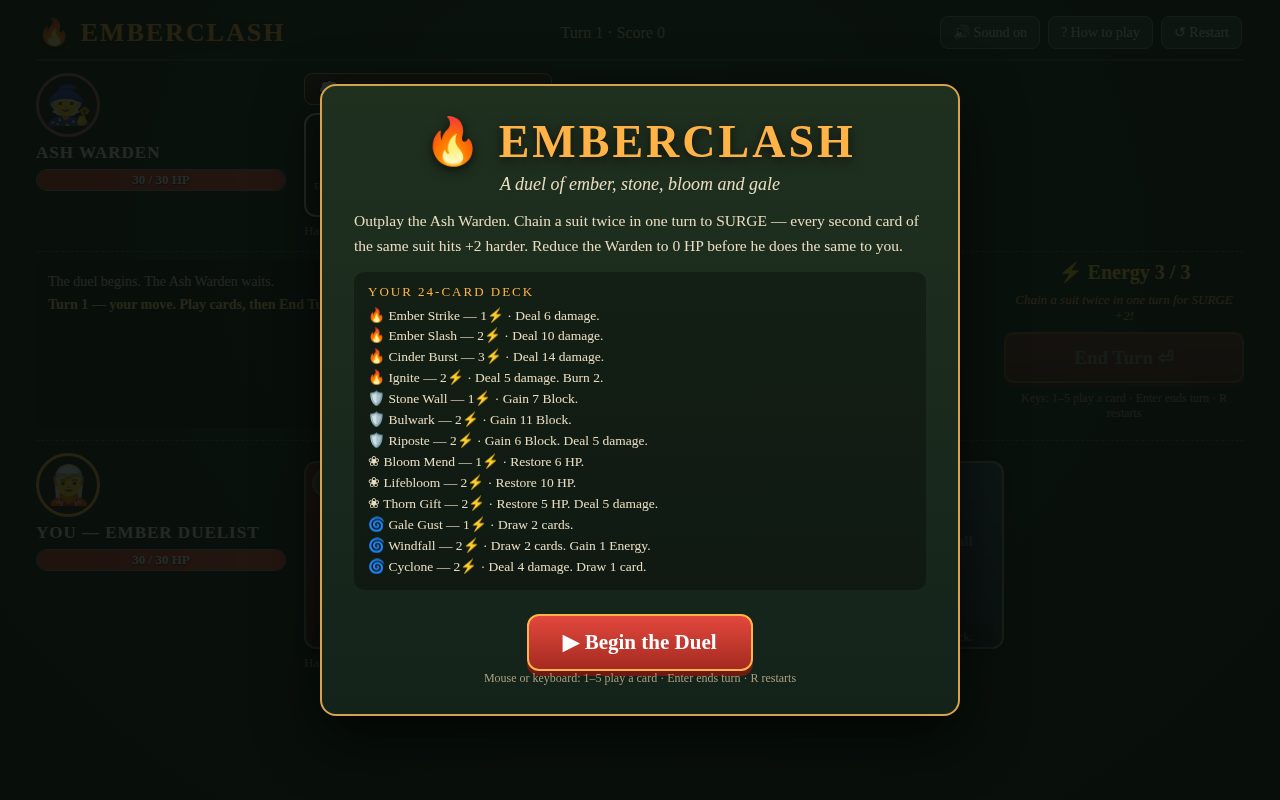 🔥 EMBERCLASH
Turn 1 · Score 0
🔊 Sound on
? How to play
↺ Restart
ASH WARDEN
30 / 30 HP
The duel begins. The Ash Warden waits.
Turn 1 — your move. Play cards, then End Tu
⚡ Energy 3 / 3
Chain a suit twice in one turn for SURGE
+2!
End Turn ⏎
Keys: 1–5 play a card · Enter ends turn · R
restarts
YOU — EMBER DUELIST
30 / 30 HP
🔥 EMBERCLASH
A duel of ember, stone, bloom and gale
Outplay the Ash Warden. Chain a suit twice in one turn to SURGE — every second card of
the same suit hits +2 harder. Reduce the Warden to 0 HP before he does the same to you.
YOUR 24-CARD DECK
🔥 Ember Strike — 1⚡ · Deal 6 damage.
🔥 Ember Slash — 2⚡ · Deal 10 damage.
🔥 Cinder Burst — 3⚡ · Deal 14 damage.
🔥 Ignite — 2⚡ · Deal 5 damage. Burn 2.
🛡️ Stone Wall — 1⚡ · Gain 7 Block.
🛡️ Bulwark — 2⚡ · Gain 11 Block.
🛡️ Riposte — 2⚡ · Gain 6 Block. Deal 5 damage.
❀ Bloom Mend — 1⚡ · Restore 6 HP.
❀ Lifebloom — 2⚡ · Restore 10 HP.
❀ Thorn Gift — 2⚡ · Restore 5 HP. Deal 5 damage.
🌀 Gale Gust — 1⚡ · Draw 2 cards.
🌀 Windfall — 2⚡ · Draw 2 cards. Gain 1 Energy.
🌀 Cyclone — 2⚡ · Deal 4 damage. Draw 1 card.
▶ Begin the Duel
Mouse or keyboard: 1–5 play a card · Enter ends turn · R restarts